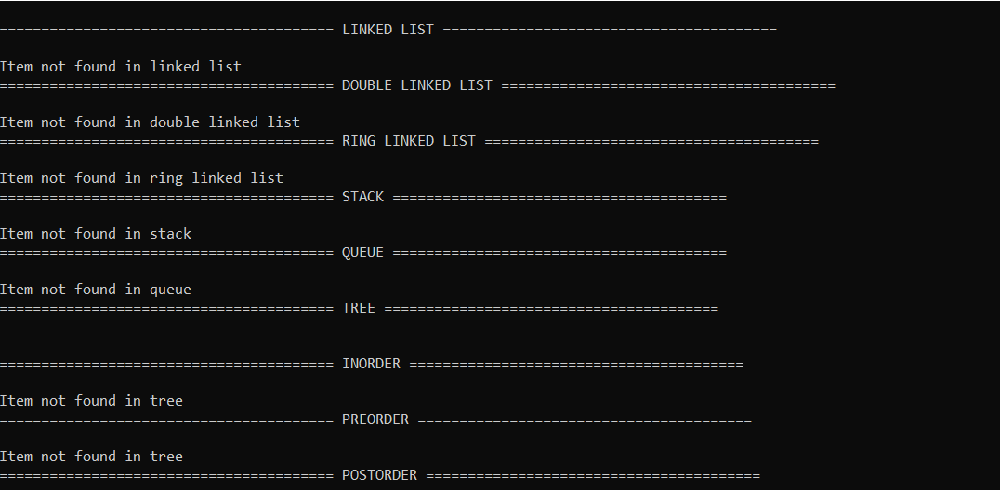 ======================================== LINKED LIST ========================================
Item not found in linked list
======================================== DOUBLE LINKED LIST ========================================
Item not found in double linked list
======================================== RING LINKED LIST ========================================
Item not found in ring linked list
======================================== STACK ========================================
Item not found in stack
======================================== QUEUE ========================================
Item not found in queue
======================================== TREE ========================================
======================================== INORDER ========================================
Item not found in tree
======================================== PREORDER ========================================
Item not found in tree
======================================== POSTORDER ========================================